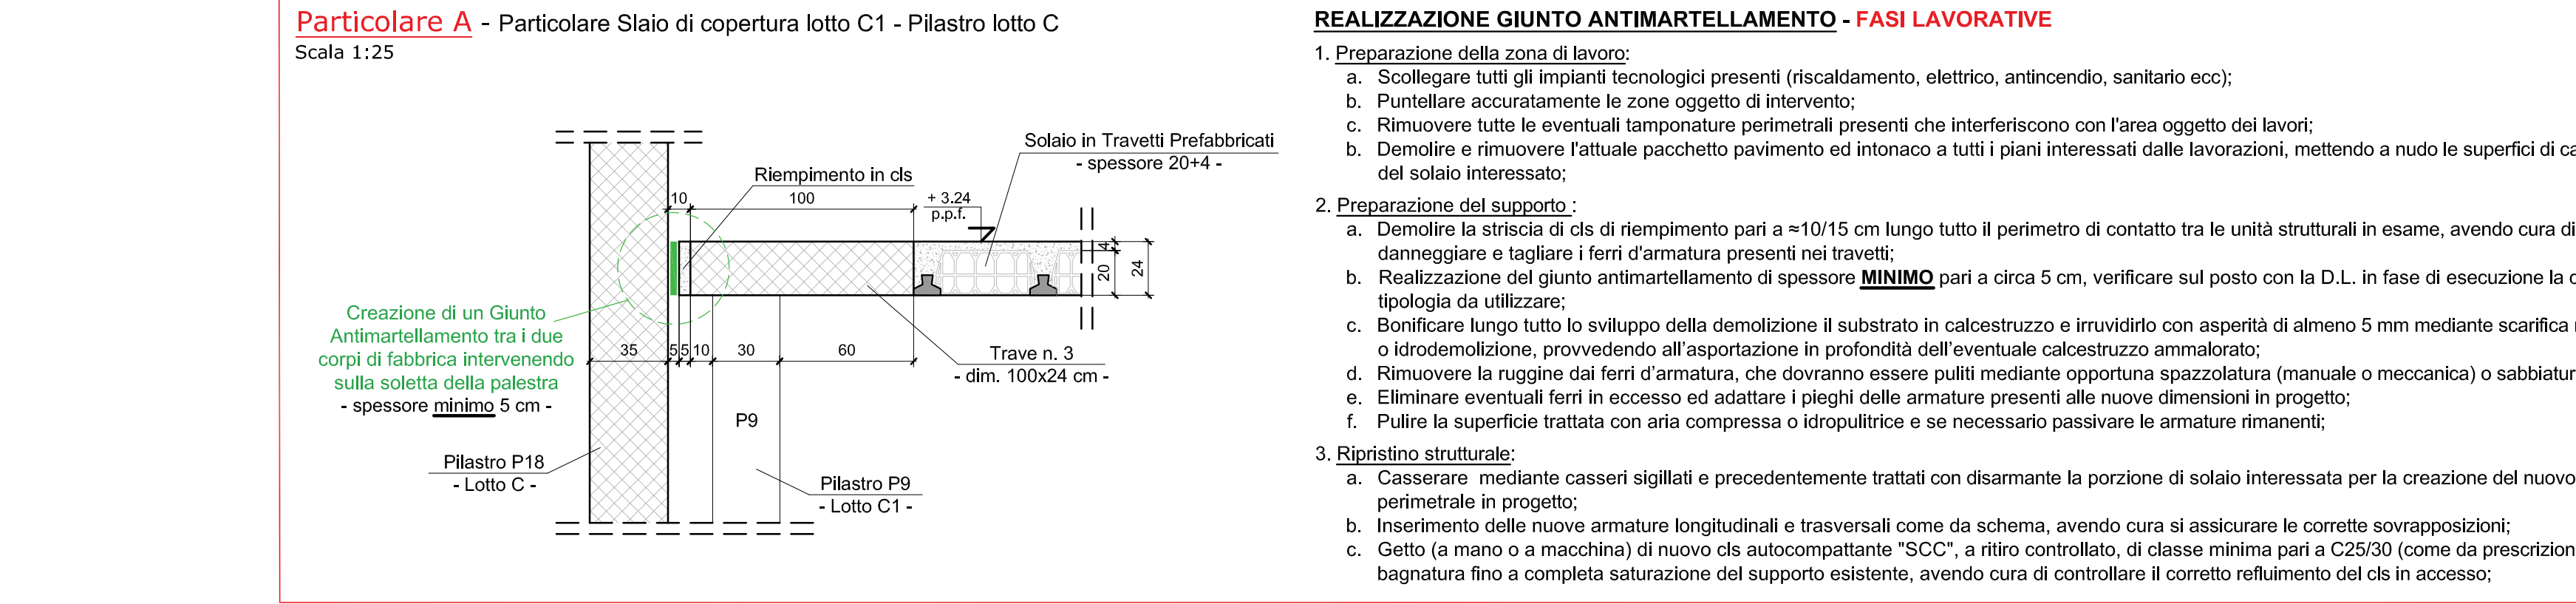 Particolare A - Particolare Slaio di copertura lotto C1 - Pilastro lotto C
Scala 1:25
Solaio in Travetti Prefabbricati
- spessore 20+4 -
Riempimento in cls
10
100
+ 3.24
p.p.f.
4
20
24
Creazione di un Giunto
Antimartellamento tra i due
corpi di fabbrica intervenendo
sulla soletta della palestra
- spessore minimo 5 cm -
35
5
5
10
30
60
Trave n. 3
- dim. 100x24 cm -
P9
Pilastro P18
- Lotto C -
Pilastro P9
- Lotto C1 -
REALIZZAZIONE GIUNTO ANTIMARTELLAMENTO - FASI LAVORATIVE
1. Preparazione della zona di lavoro:
a. Scollegare tutti gli impianti tecnologici presenti (riscaldamento, elettrico, antincendio, sanitario ecc);
b. Puntellare accuratamente le zone oggetto di intervento;
c. Rimuovere tutte le eventuali tamponature perimetrali presenti che interferiscono con l'area oggetto dei lavori;
b. Demolire e rimuovere l'attuale pacchetto pavimento ed intonaco a tutti i piani interessati dalle lavorazioni, mettendo a nudo le superfici di
del solaio interessato;
2. Preparazione del supporto :
a. Demolire la striscia di cls di riempimento pari a ≈10/15 cm lungo tutto il perimetro di contatto tra le unità strutturali in esame, avendo cura di
danneggiare e tagliare i ferri d'armatura presenti nei travetti;
b. Realizzazione del giunto antimartellamento di spessore MINIMO pari a circa 5 cm, verificare sul posto con la D.L. in fase di esecuzione la
tipologia da utilizzare;
c. Bonificare lungo tutto lo sviluppo della demolizione il substrato in calcestruzzo e irruvidirlo con asperità di almeno 5 mm mediante scarifica
o idrodemolizione, provvedendo all’asportazione in profondità dell’eventuale calcestruzzo ammalorato;
d. Rimuovere la ruggine dai ferri d’armatura, che dovranno essere puliti mediante opportuna spazzolatura (manuale o meccanica) o sabbiatur
e. Eliminare eventuali ferri in eccesso ed adattare i pieghi delle armature presenti alle nuove dimensioni in progetto;
f. Pulire la superficie trattata con aria compressa o idropulitrice e se necessario passivare le armature rimanenti;
3. Ripristino strutturale:
a. Casserare mediante casseri sigillati e precedentemente trattati con disarmante la porzione di solaio interessata per la creazione del nuovo
perimetrale in progetto;
b. Inserimento delle nuove armature longitudinali e trasversali come da schema, avendo cura si assicurare le corrette sovrapposizioni;
c. Getto (a mano o a macchina) di nuovo cls autocompattante "SCC", a ritiro controllato, di classe minima pari a C25/30 (come da prescrizion
bagnatura fino a completa saturazione del supporto esistente, avendo cura di controllare il corretto refluimento del cls in accesso;